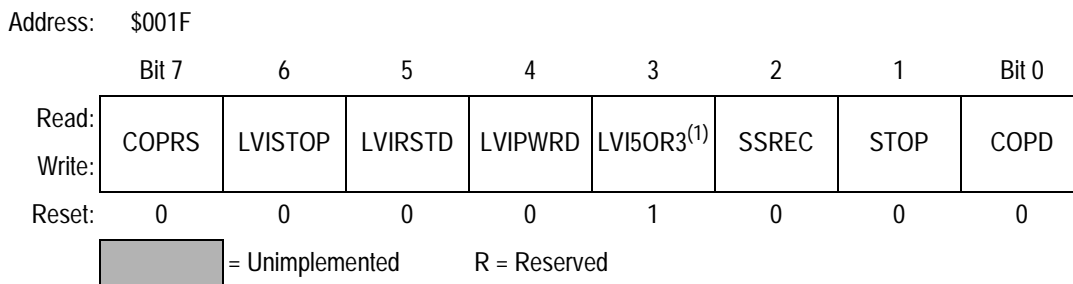 Address: $001F
Bit 7 6 5 4 3 2 1 Bit 0
Read:
COPRS LVISTOP LVIRSTD LVIPWRD LVI5OR3(1) SSREC STOP COPD
Write:
Reset: 0 0 0 0 1 0 0 0
= Unimplemented R = Reserved